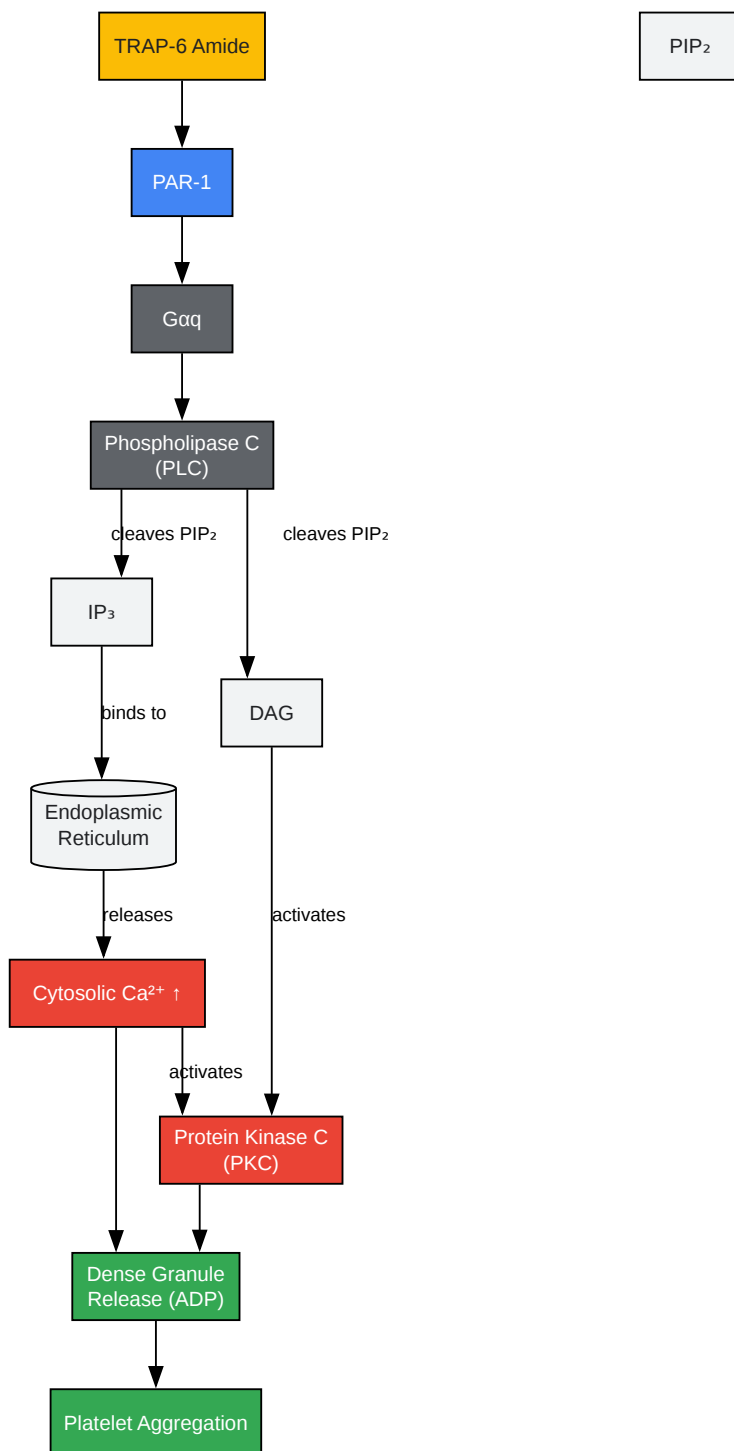 TRAP-6 Amide
PIP₂
PAR-1
Gαq
Phospholipase C
(PLC)
cleaves PIP₂
cleaves PIP₂
IP₃
DAG
binds to
Endoplasmic
Reticulum
releases
activates
Cytosolic Ca²⁺ ↑
activates
Protein Kinase C
(PKC)
Dense Granule
Release (ADP)
Platelet Aggregation